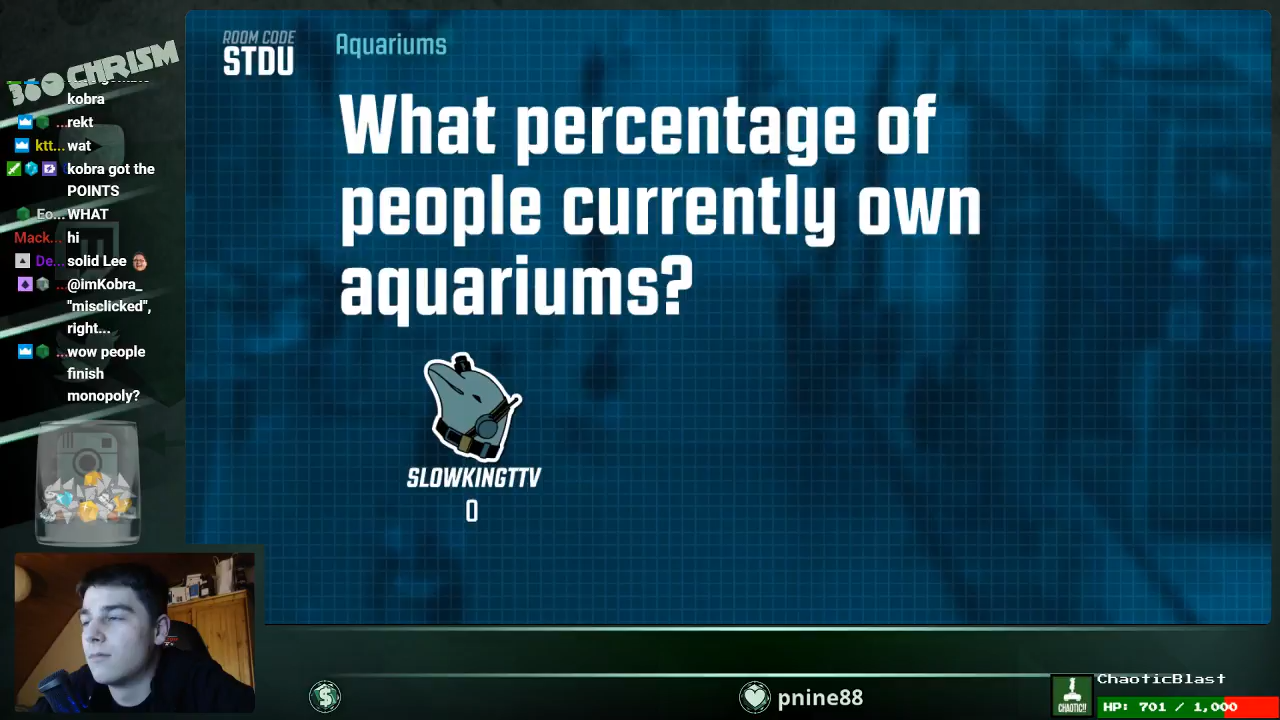 360 CHRISM
kobra
... rekt
ktt... wat
kobra got the
POINTS
Eo... WHAT
Mack... hi
De... solid Lee
... @imKobra_
"misclicked",
right...
... wow people
finish
monopoly?
ROOM CODE
STDU
Aquariums
What percentage of
people currently own
aquariums?
SLOWKINGTTV
0
pnine88
CHAOTIC!!
ChaoticBlast
HP: 701 / 1,000